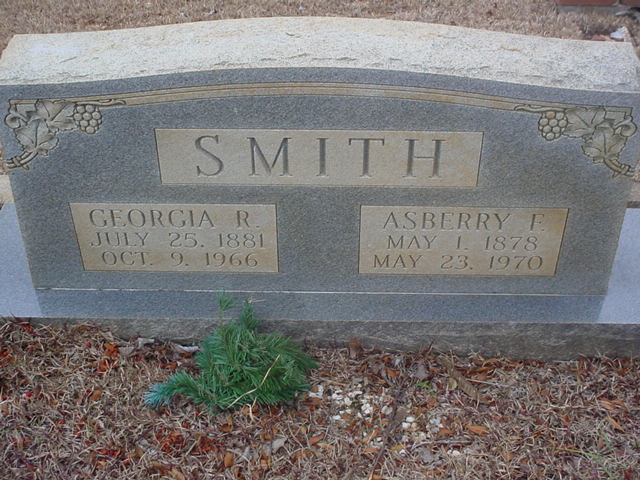 SMITH
GEORGIA R.
JULY 25, 1881
OCT. 9, 1966
ASBERRY F.
MAY 1, 1878
MAY 23, 1970